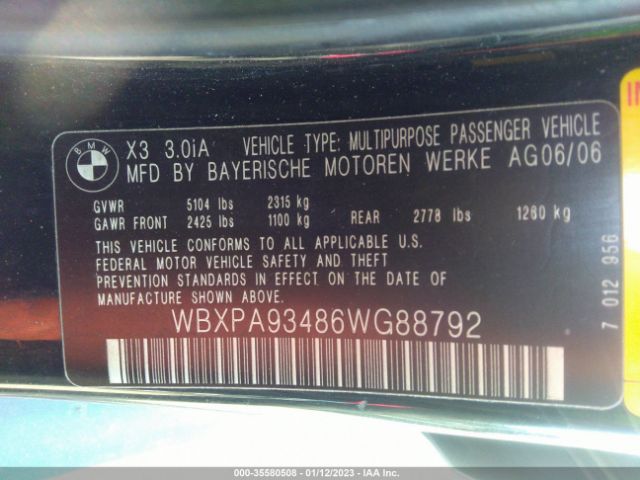 BMW
X3 3.0iA VEHICLE TYPE: MULTIPURPOSE PASSENGER VEHICLE
MFD BY BAYERISCHE MOTOREN WERKE AG06/06
GVWR 5104 lbs 2315 kg
GAWR FRONT 2425 lbs 1100 kg REAR 2778 lbs 1260 kg
THIS VEHICLE CONFORMS TO ALL APPLICABLE U.S.
FEDERAL MOTOR VEHICLE SAFETY AND THEFT
PREVENTION STANDARDS IN EFFECT ON THE DATE OF
MANUFACTURE SHOWN ABOVE.
WBXPA93486WG88792
7 012 956
000-35580508 - 01/12/2023 - IAA Inc.